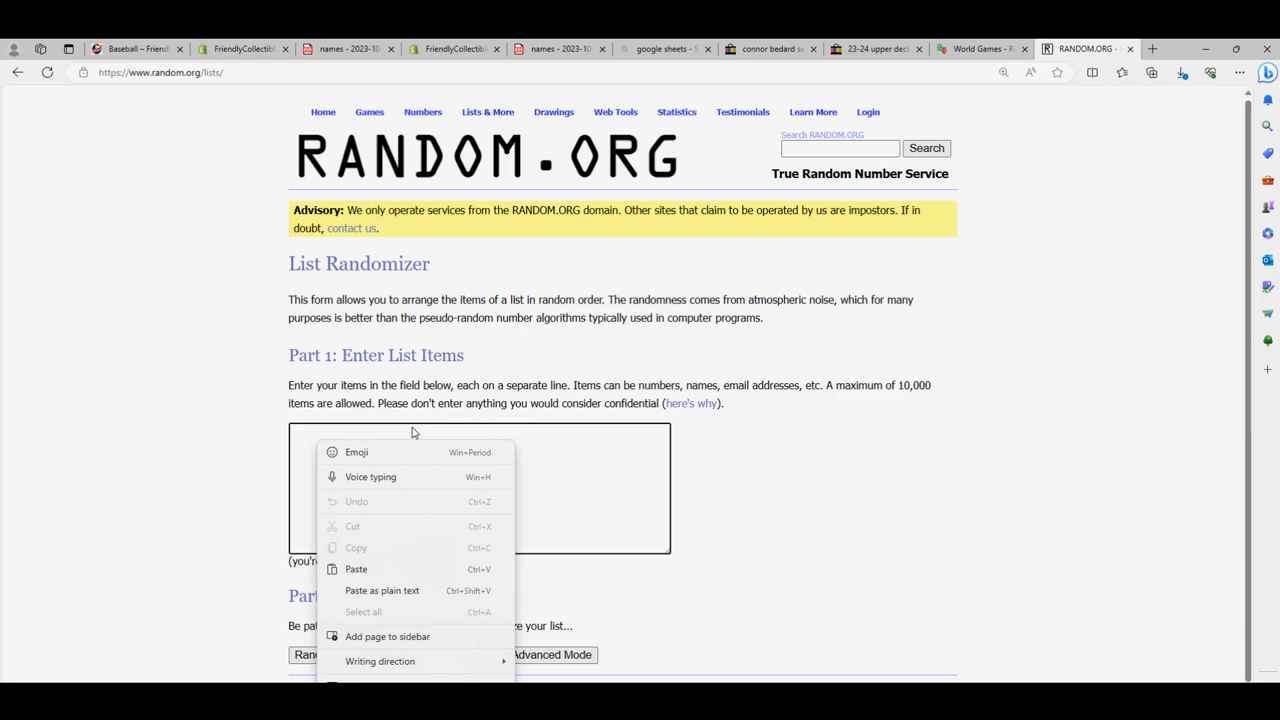 Baseball – Friend
FriendlyCollectib
names - 2023-10-
FriendlyCollectib
names - 2023-10-
google sheets - S
connor bedard se
23-24 upper deck
World Games - R
RANDOM.ORG -
https://www.random.org/lists/
Home Games Numbers Lists & More Drawings Web Tools Statistics Testimonials Learn More Login
RANDOM.ORG
Search RANDOM.ORG
Search
True Random Number Service
Advisory: We only operate services from the RANDOM.ORG domain. Other sites that claim to be operated by us are impostors. If in
doubt, contact us.
List Randomizer
This form allows you to arrange the items of a list in random order. The randomness comes from atmospheric noise, which for many
purposes is better than the pseudo-random number algorithms typically used in computer programs.
Part 1: Enter List Items
Enter your items in the field below, each on a separate line. Items can be numbers, names, email addresses, etc. A maximum of 10,000
items are allowed. Please don't enter anything you would consider confidential (here's why).
Emoji Win+Period
Voice typing Win+H
Undo Ctrl+Z
Cut Ctrl+X
Copy Ctrl+C
(you're
Paste Ctrl+V
Paste as plain text Ctrl+Shift+V
Par
Select all Ctrl+A
Be pat ze your list...
Add page to sidebar
Ran Advanced Mode
Writing direction